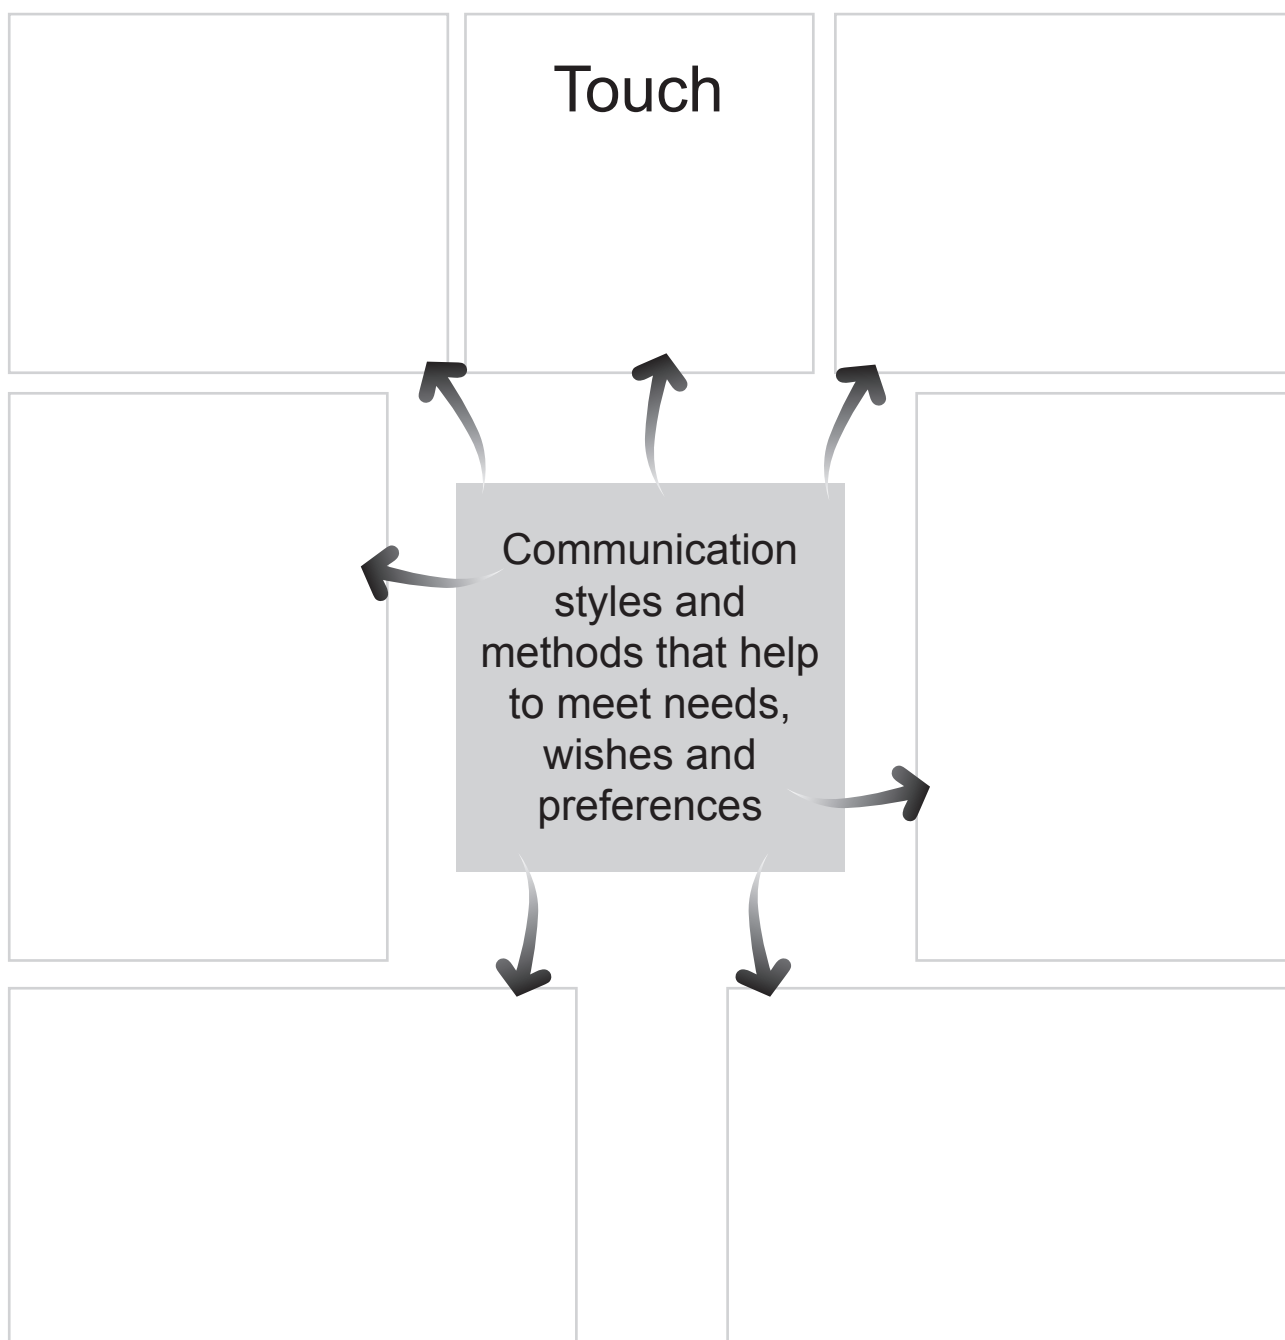 Touch
Communication
styles and
methods that help
to meet needs,
wishes and
preferences